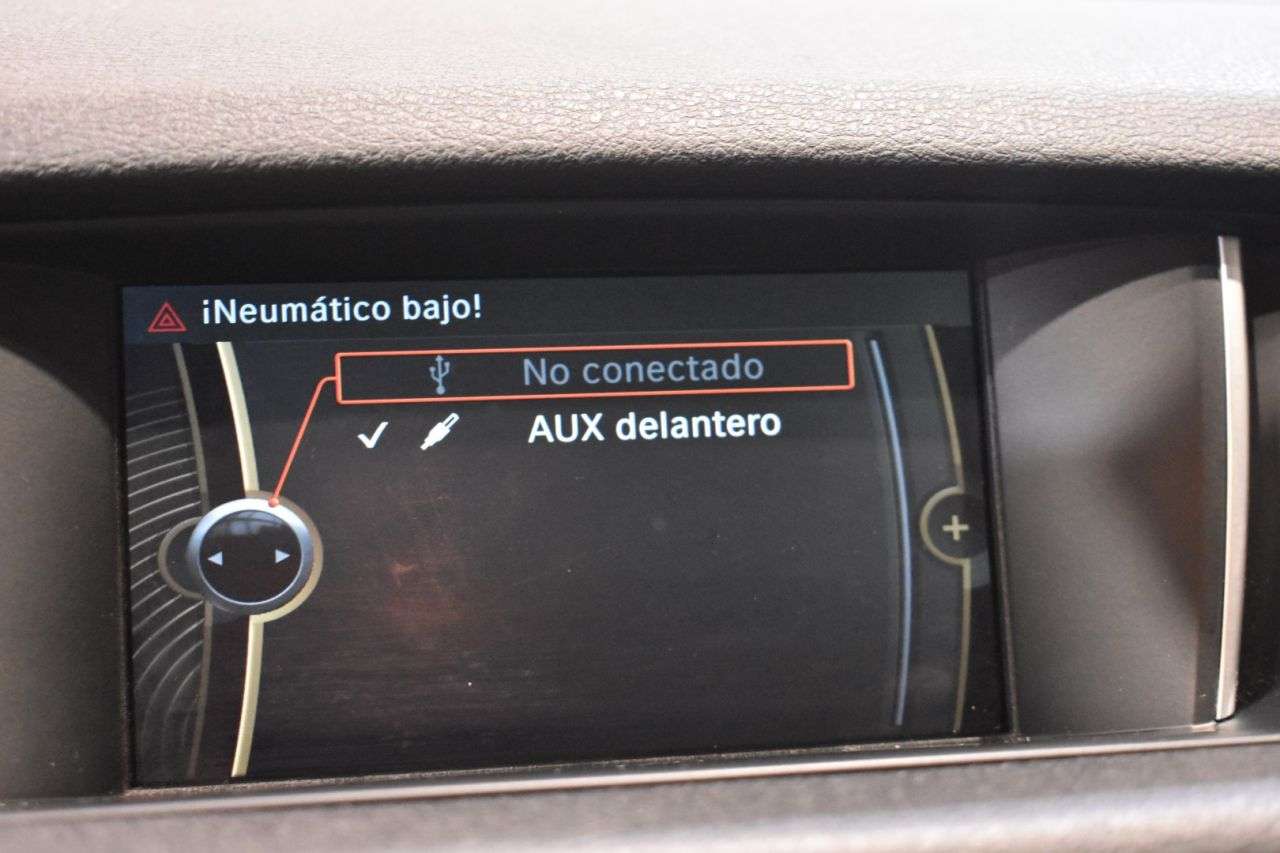 ¡Neumático bajo!
No conectado
AUX delantero